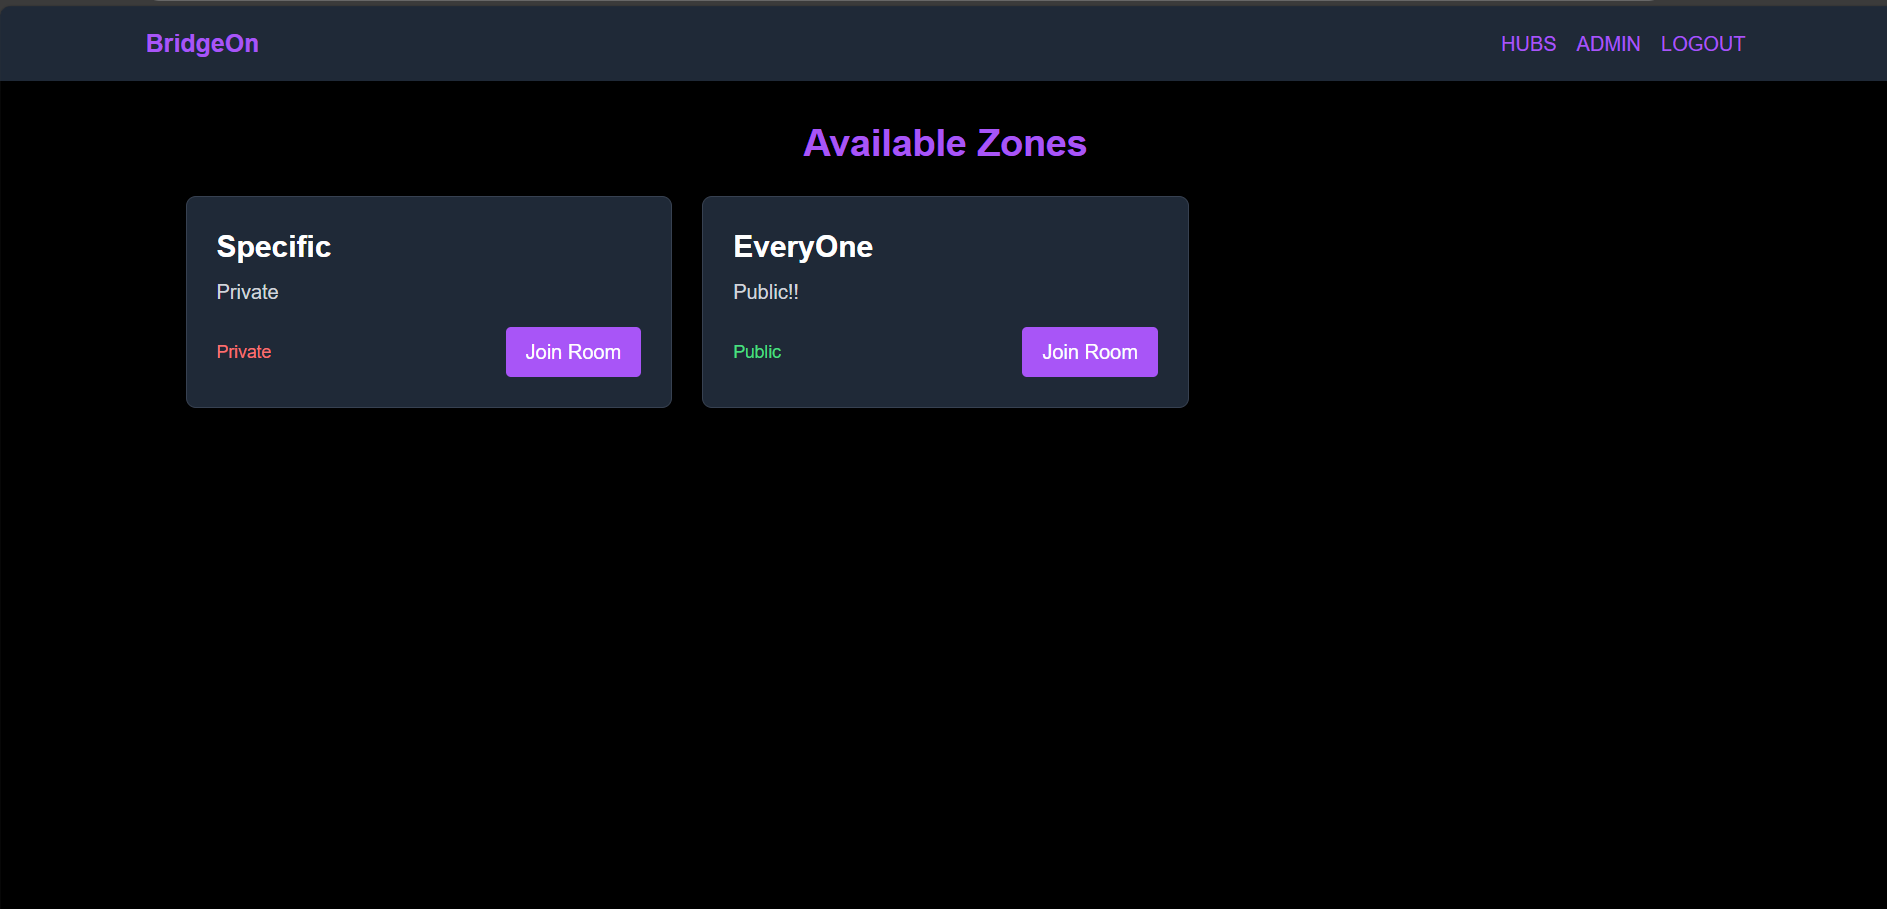 BridgeOn
HUBS ADMIN LOGOUT
Available Zones
Specific
Private
Private
Join Room
EveryOne
Public!!
Public
Join Room